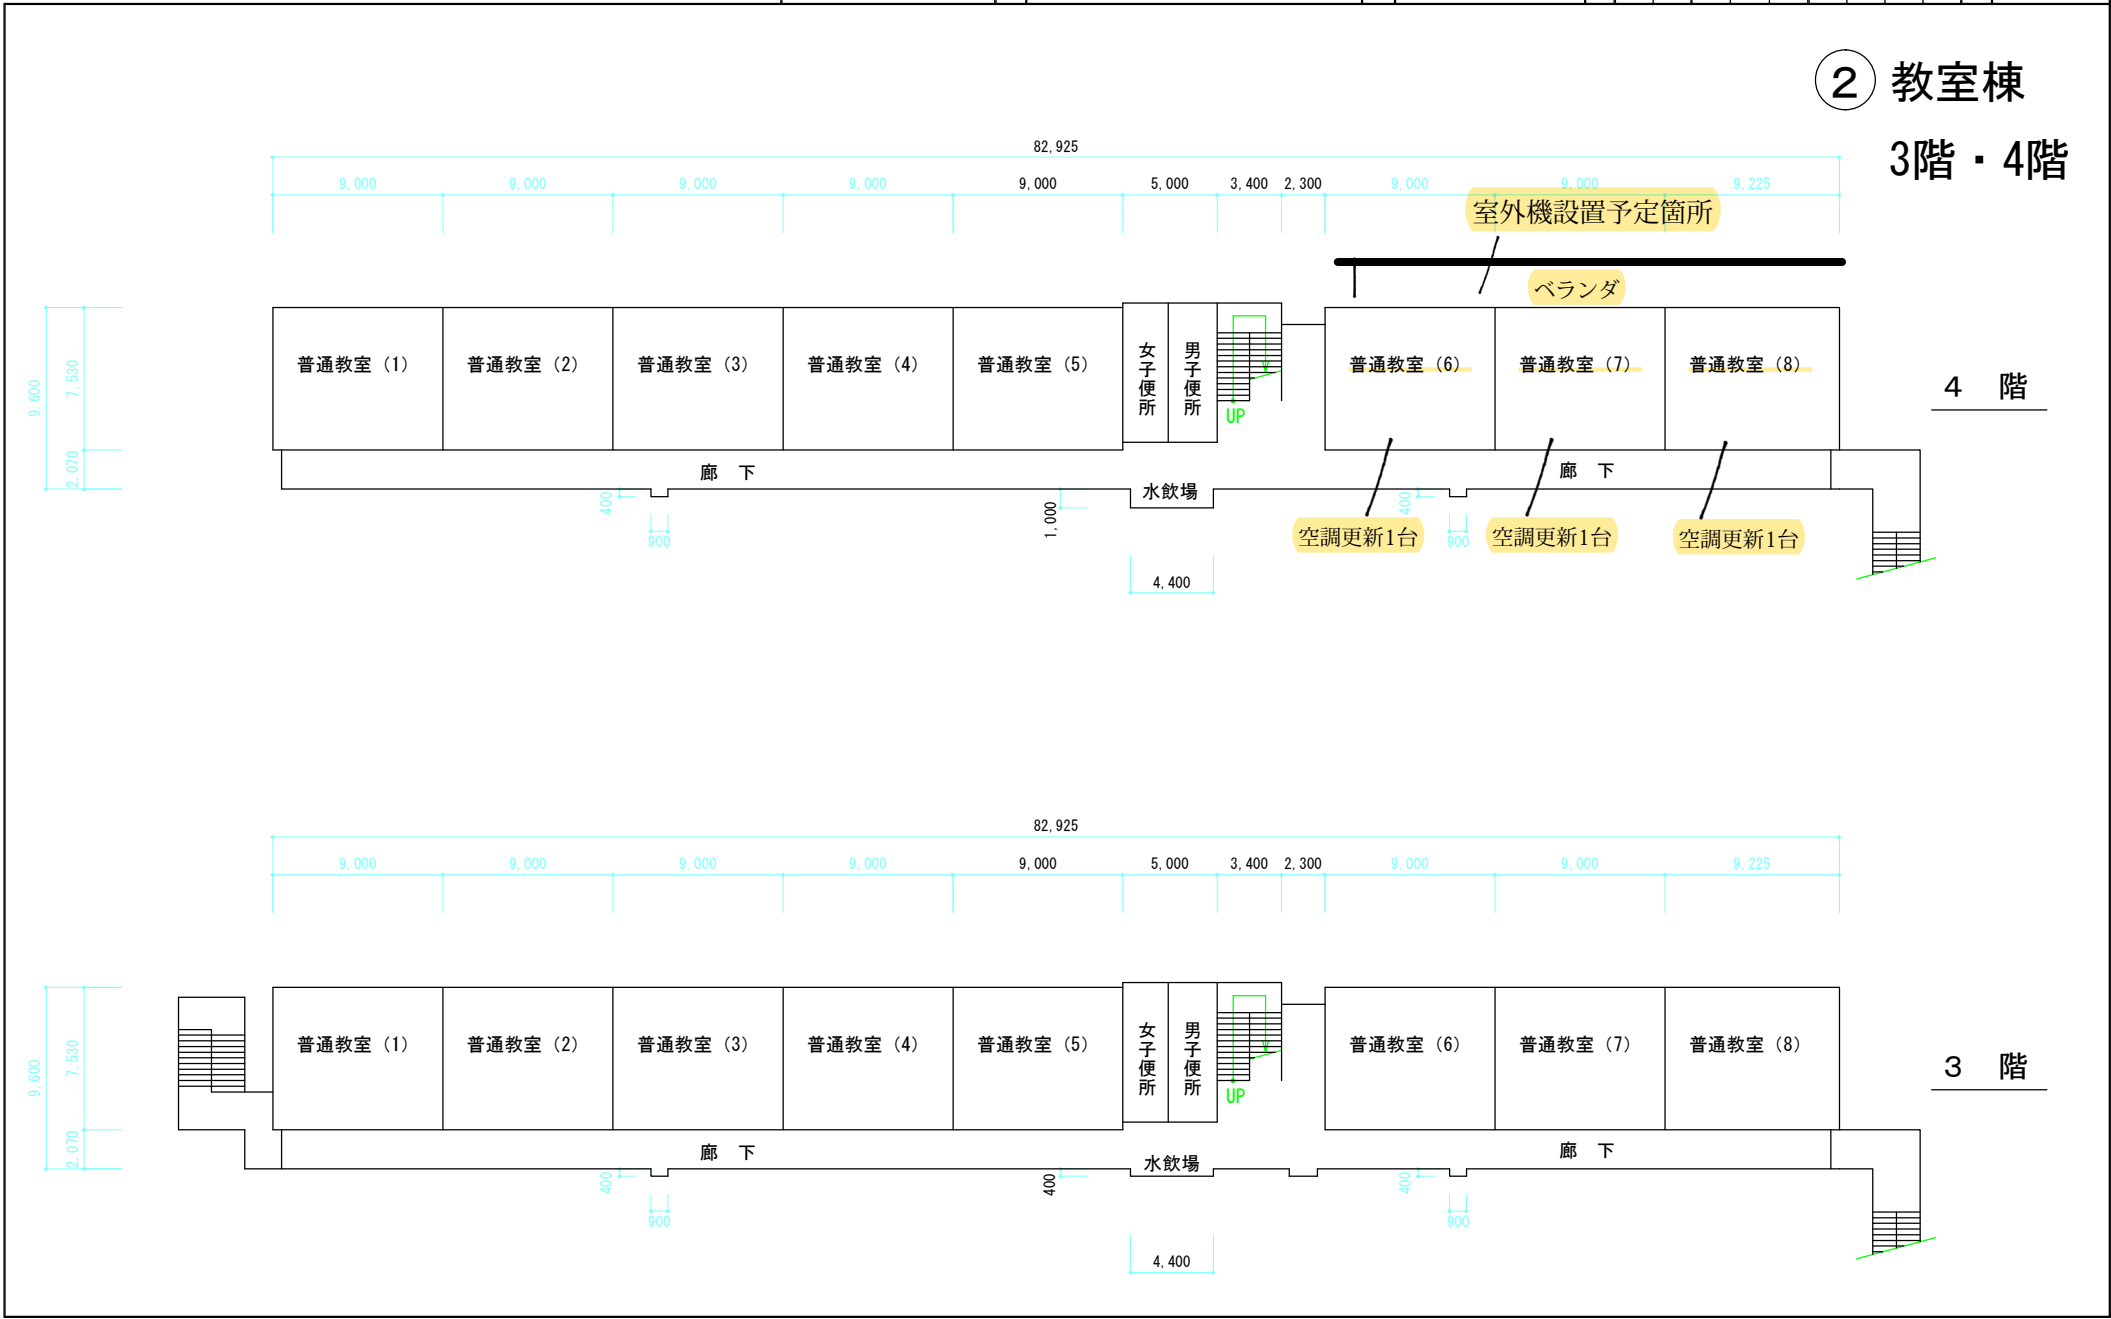 ② 教室棟
3階・4階
82,925
9,000 9,000 9,000 9,000 9,000 5,000 3,400 2,300 9,000 9,000 9,225
室外機設置予定箇所
ベランダ
普通教室（1） 普通教室（2） 普通教室（3） 普通教室（4） 普通教室（5） 女子便所 男子便所 普通教室（6） 普通教室（7） 普通教室（8）
9,600 7,530
4 階
UP
2,070
廊 下 廊 下
水飲場
400 1,000 400
900 900
空調更新1台 空調更新1台 空調更新1台
4,400
82,925
9,000 9,000 9,000 9,000 9,000 5,000 3,400 2,300 9,000 9,000 9,225
普通教室（1） 普通教室（2） 普通教室（3） 普通教室（4） 普通教室（5） 女子便所 男子便所 普通教室（6） 普通教室（7） 普通教室（8）
9,600 7,530
3 階
UP
2,070
廊 下 廊 下
水飲場
400 400 400
900 900
4,400